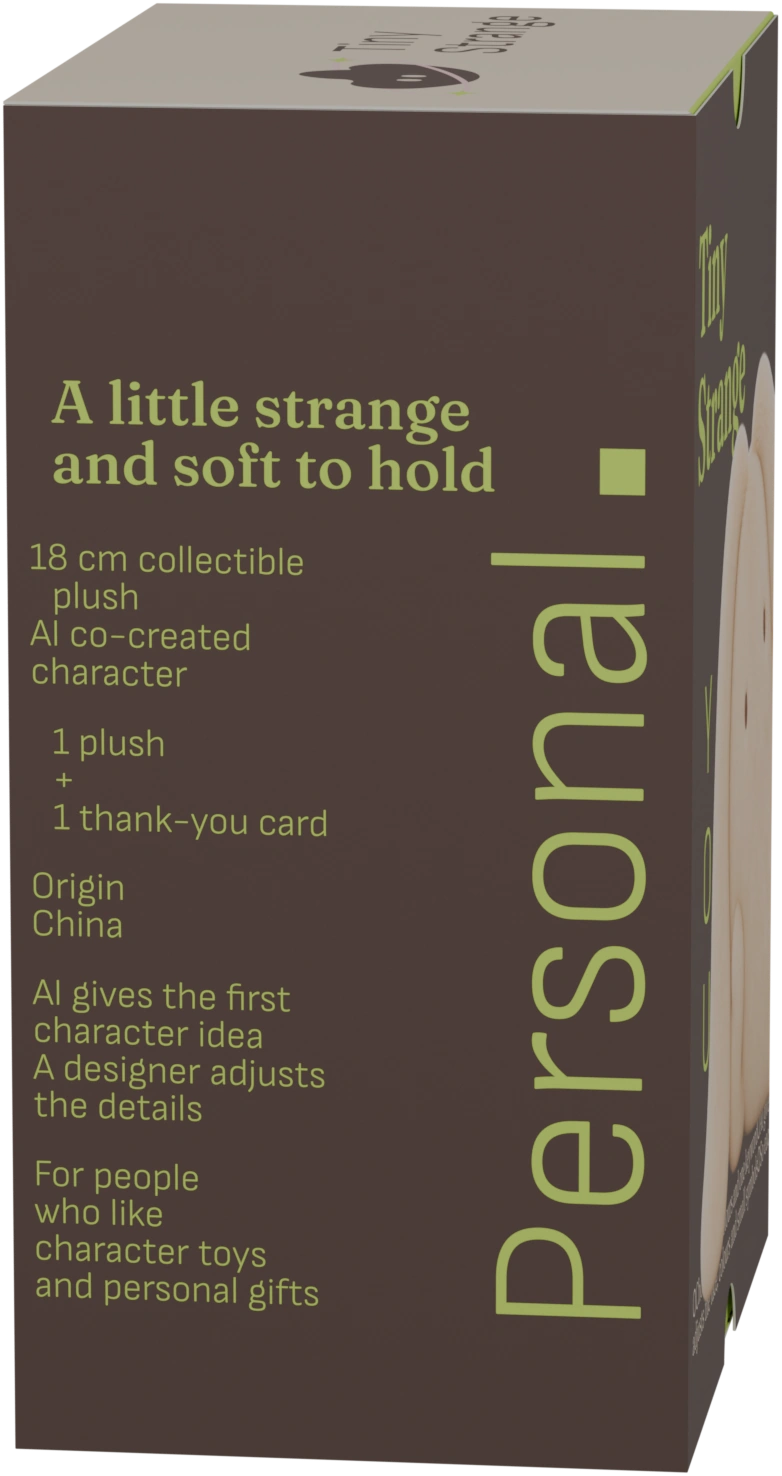 Tiny
Strange
A little strange
and soft to hold
18 cm collectible
plush
AI co-created
character
1 plush
+
1 thank-you card
Origin
China
AI gives the first
character idea
A designer adjusts
the details
For people
who like
character toys
and personal gifts
Personal
Tiny
Strange
Y
O
U